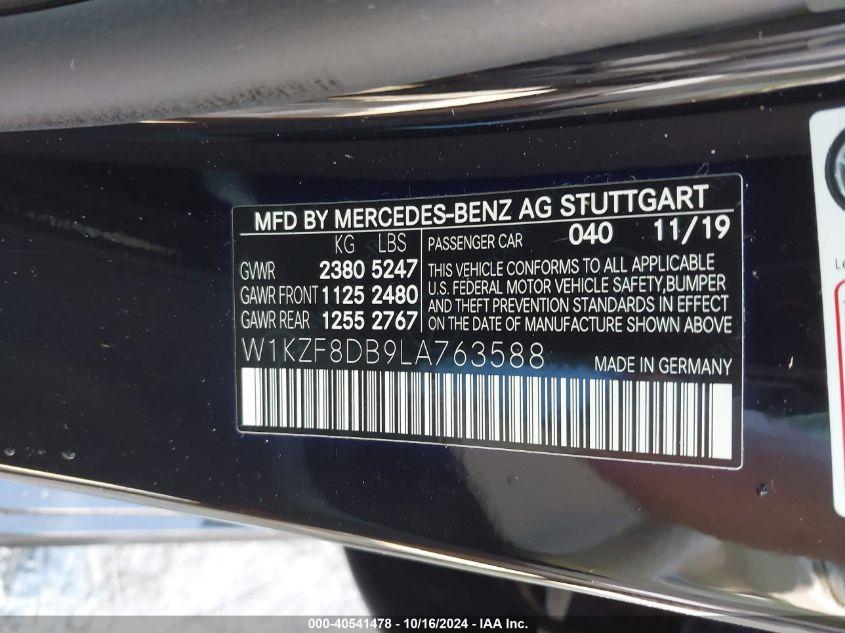 MFD BY MERCEDES-BENZ AG STUTTGART
KG LBS
GVWR 2380 5247
GAWR FRONT 1125 2480
GAWR REAR 1255 2767
PASSENGER CAR 040 11/19
THIS VEHICLE CONFORMS TO ALL APPLICABLE
U.S. FEDERAL MOTOR VEHICLE SAFETY,BUMPER
AND THEFT PREVENTION STANDARDS IN EFFECT
ON THE DATE OF MANUFACTURE SHOWN ABOVE
W1KZF8DB9LA763588
MADE IN GERMANY
000-40541478 - 10/16/2024 - IAA Inc.